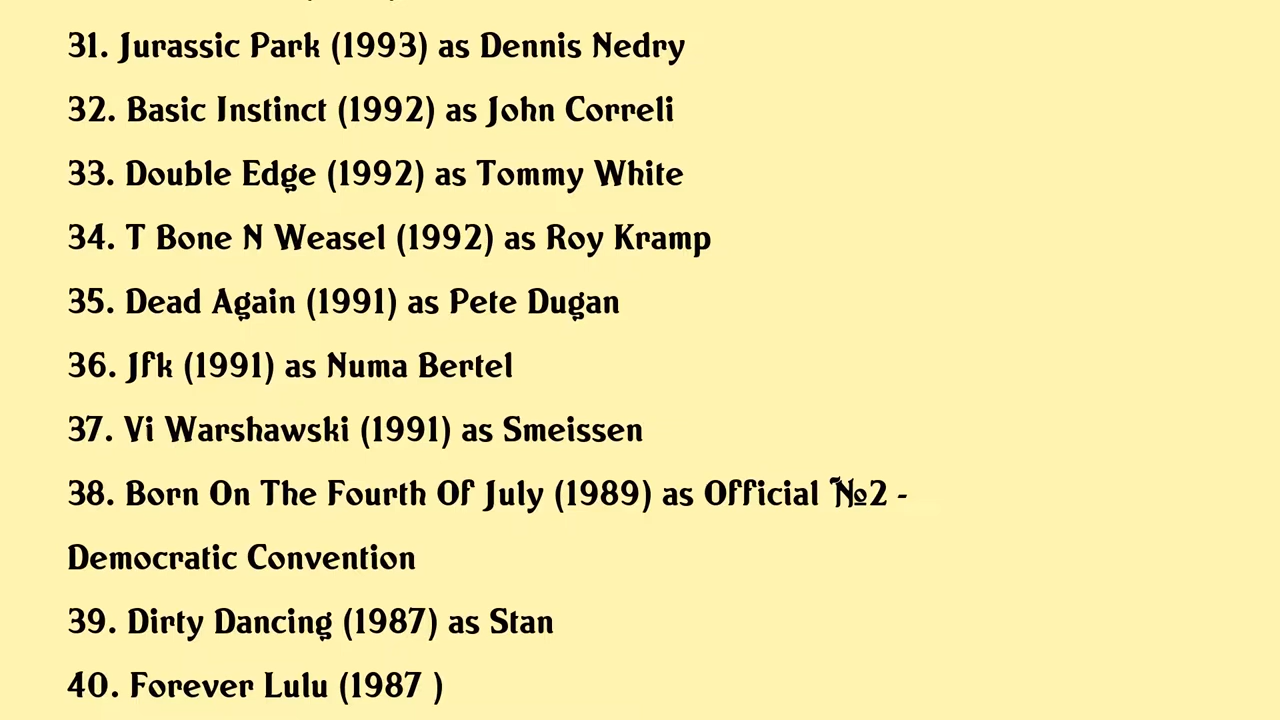 31. Jurassic Park (1993) as Dennis Nedry
32. Basic Instinct (1992) as John Correli
33. Double Edge (1992) as Tommy White
34. T Bone N Weasel (1992) as Roy Kramp
35. Dead Again (1991) as Pete Dugan
36. Jfk (1991) as Numa Bertel
37. Vi Warshawski (1991) as Smeissen
38. Born On The Fourth Of July (1989) as Official №2 -
Democratic Convention
39. Dirty Dancing (1987) as Stan
40. Forever Lulu (1987 )